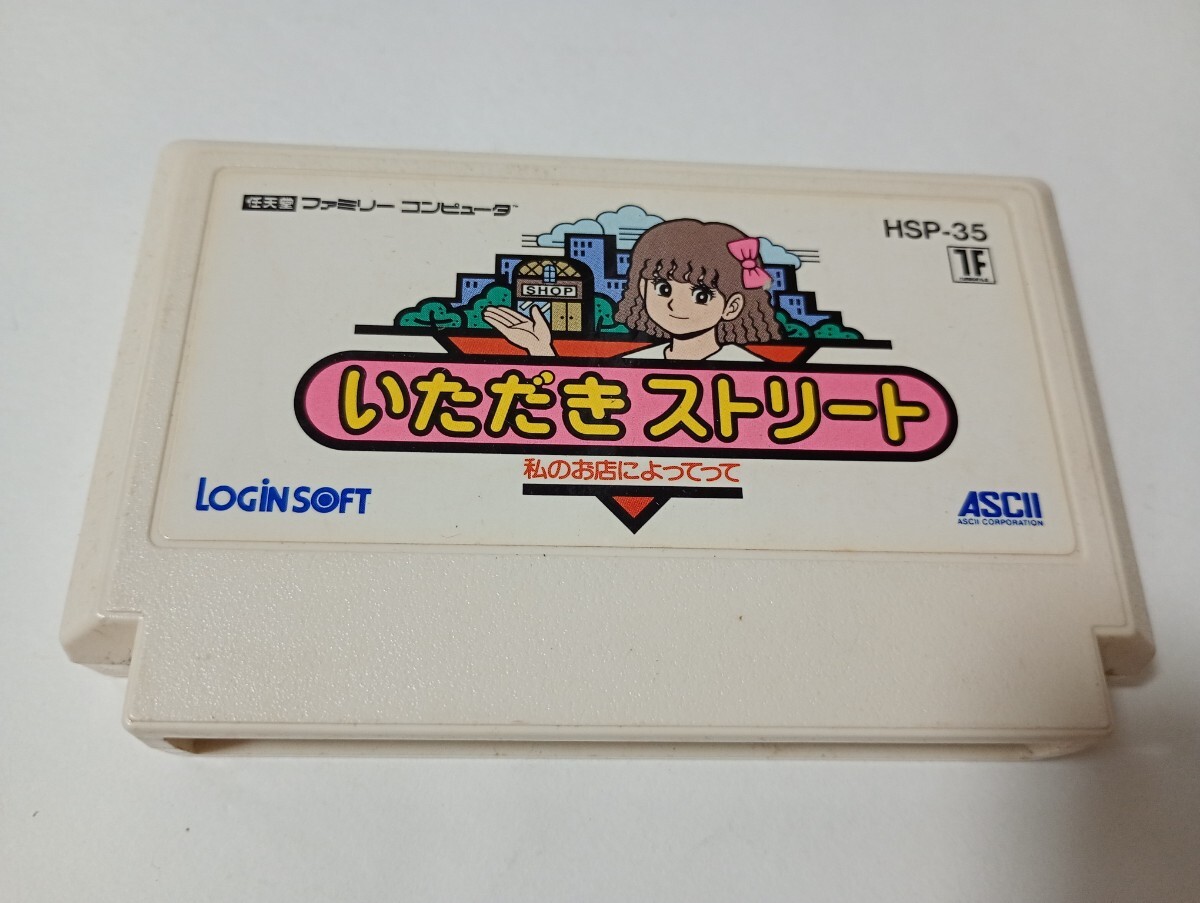 任天堂 ファミリー コンピュータ™
HSP-35
1F
SHOP
いただきストリート
私のお店によってって
LOGiN SOFT
ASCII
ASCII CORPORATION